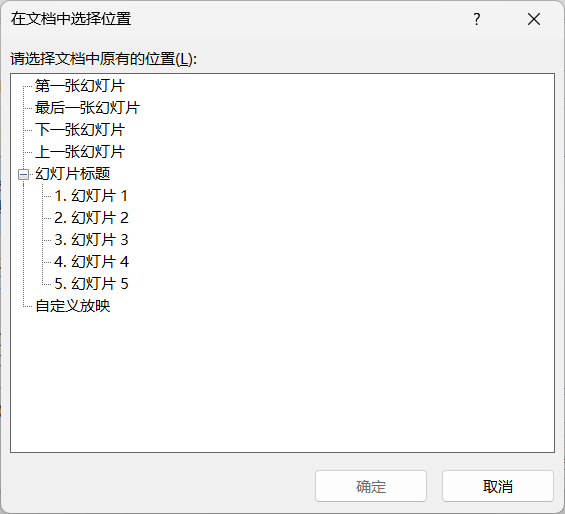 在文档中选择位置
?
请选择文档中原有的位置(L):
第一张幻灯片
最后一张幻灯片
下一张幻灯片
上一张幻灯片
幻灯片标题
1. 幻灯片 1
2. 幻灯片 2
3. 幻灯片 3
4. 幻灯片 4
5. 幻灯片 5
自定义放映
确定
取消